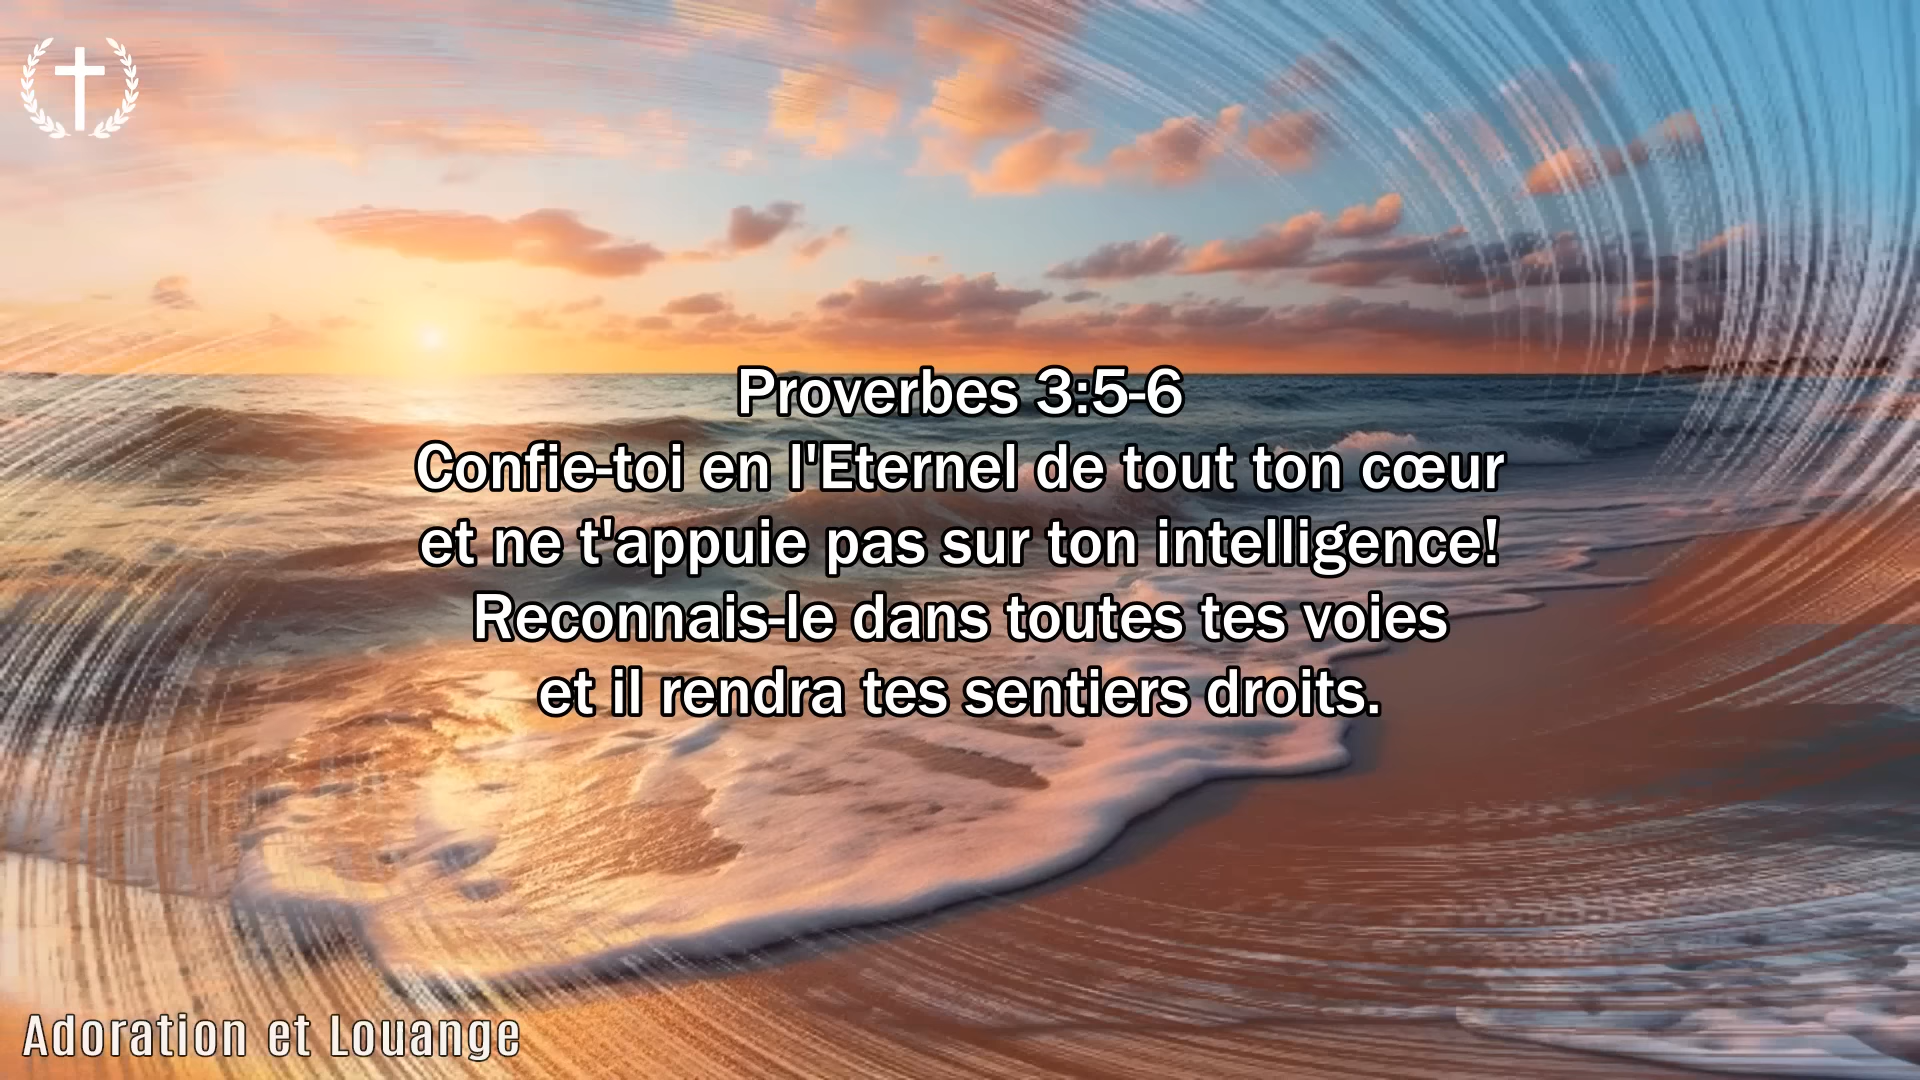 Proverbes 3:5-6
Confie-toi en l'Eternel de tout ton cœur
et ne t'appuie pas sur ton intelligence!
Reconnais-le dans toutes tes voies
et il rendra tes sentiers droits.
Adoration et Louange